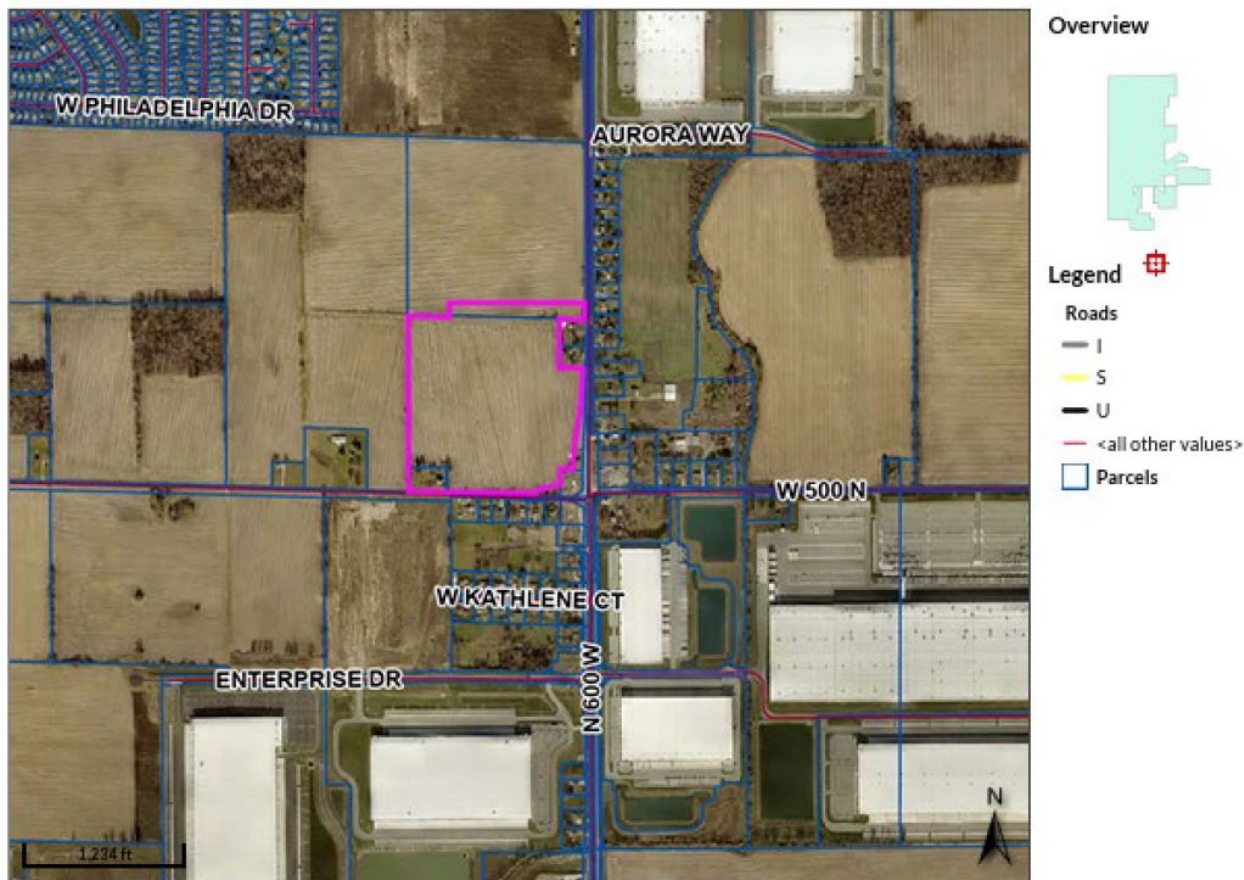 W PHILADELPHIA DR
AURORA WAY
W 500 N
W KATHLENE CT
N 600 W
ENTERPRISE DR
1,234 ft
N
Overview
Legend
Roads
I
S
U
<all other values>
Parcels